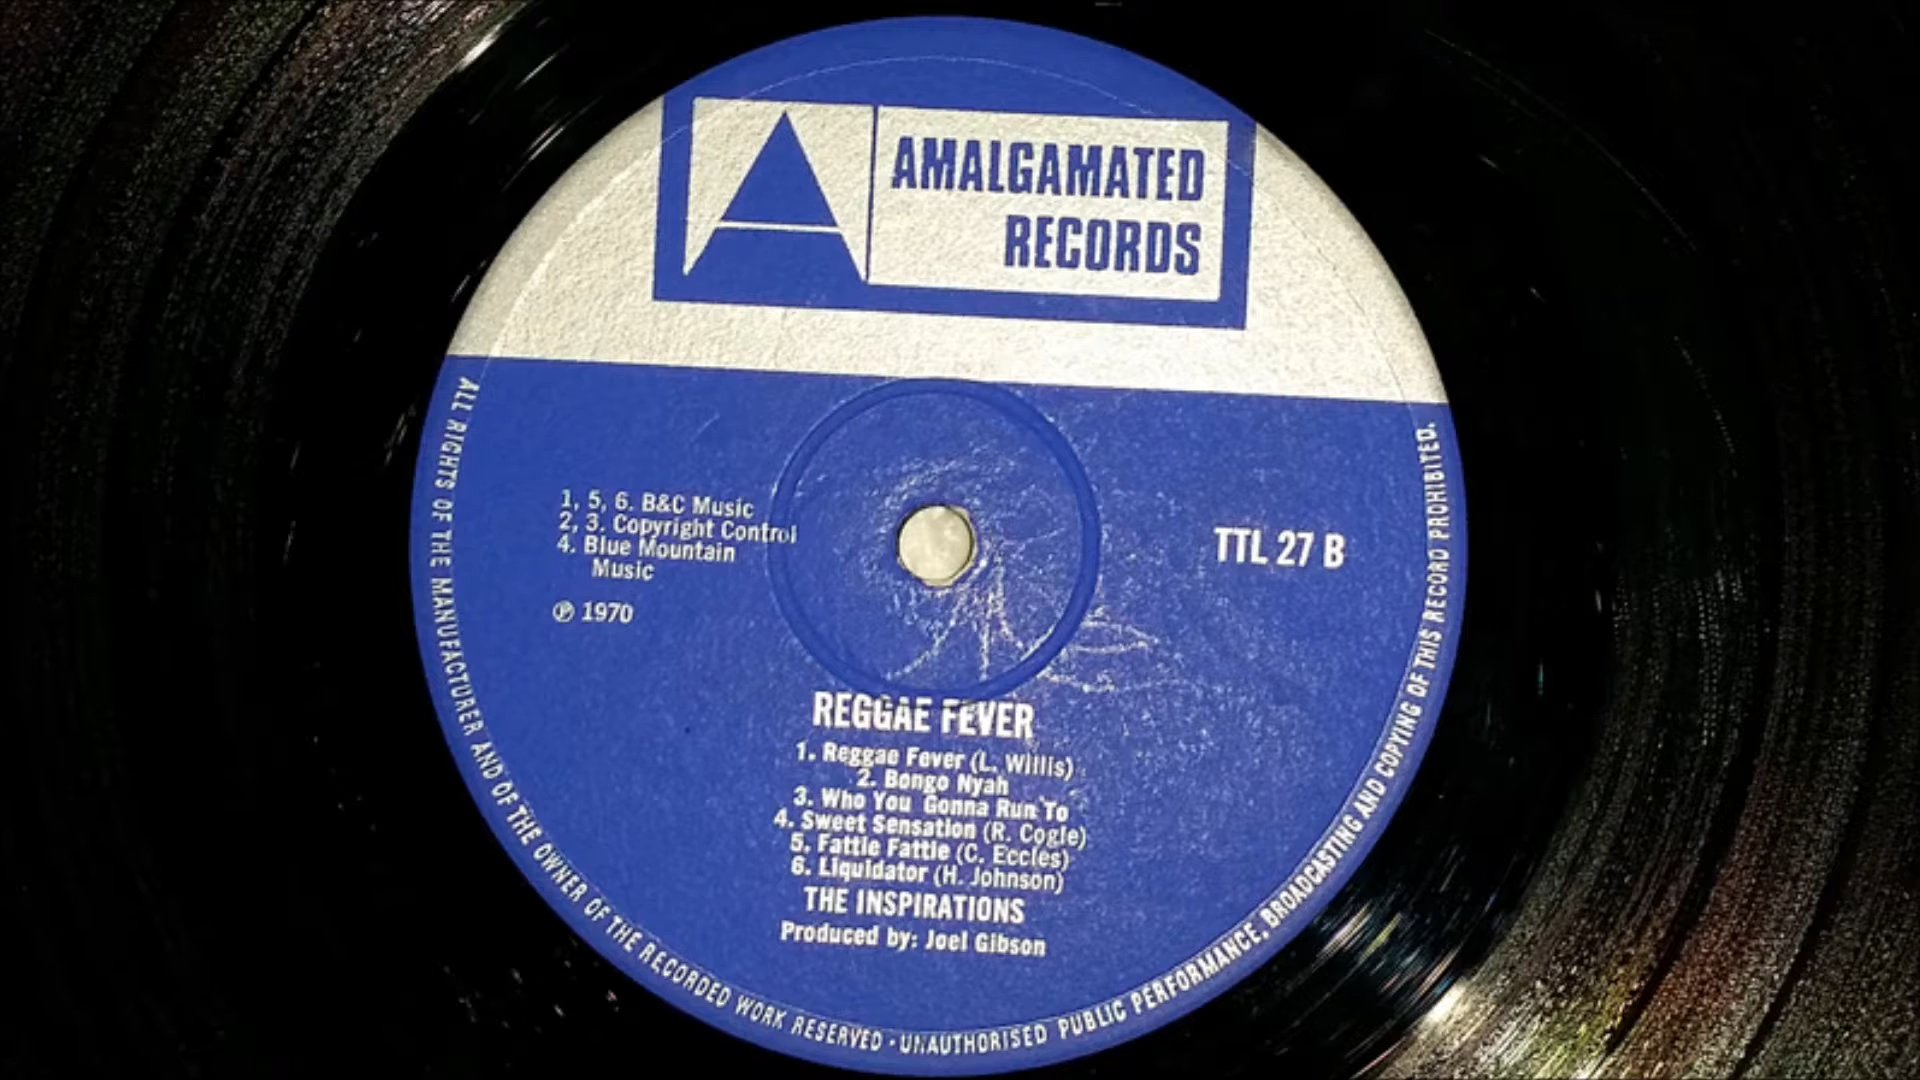 A
AMALGAMATED
RECORDS
1, 5, 6. B&C Music
2, 3. Copyright Control
4. Blue Mountain
Music
℗ 1970
TTL 27 B
REGGAE FEVER
1. Reggae Fever (L. Willis)
2. Bongo Nyah
3. Who You Gonna Run To
4. Sweet Sensation (R. Cogle)
5. Fattie Fattie (C. Eccles)
6. Liquidator (H. Johnson)
THE INSPIRATIONS
Produced by: Joel Gibson
ALL RIGHTS OF THE MANUFACTURER AND OF THE OWNER OF THE RECORDED WORK RESERVED · UNAUTHORISED PUBLIC PERFORMANCE, BROADCASTING AND COPYING OF THIS RECORD PROHIBITED.